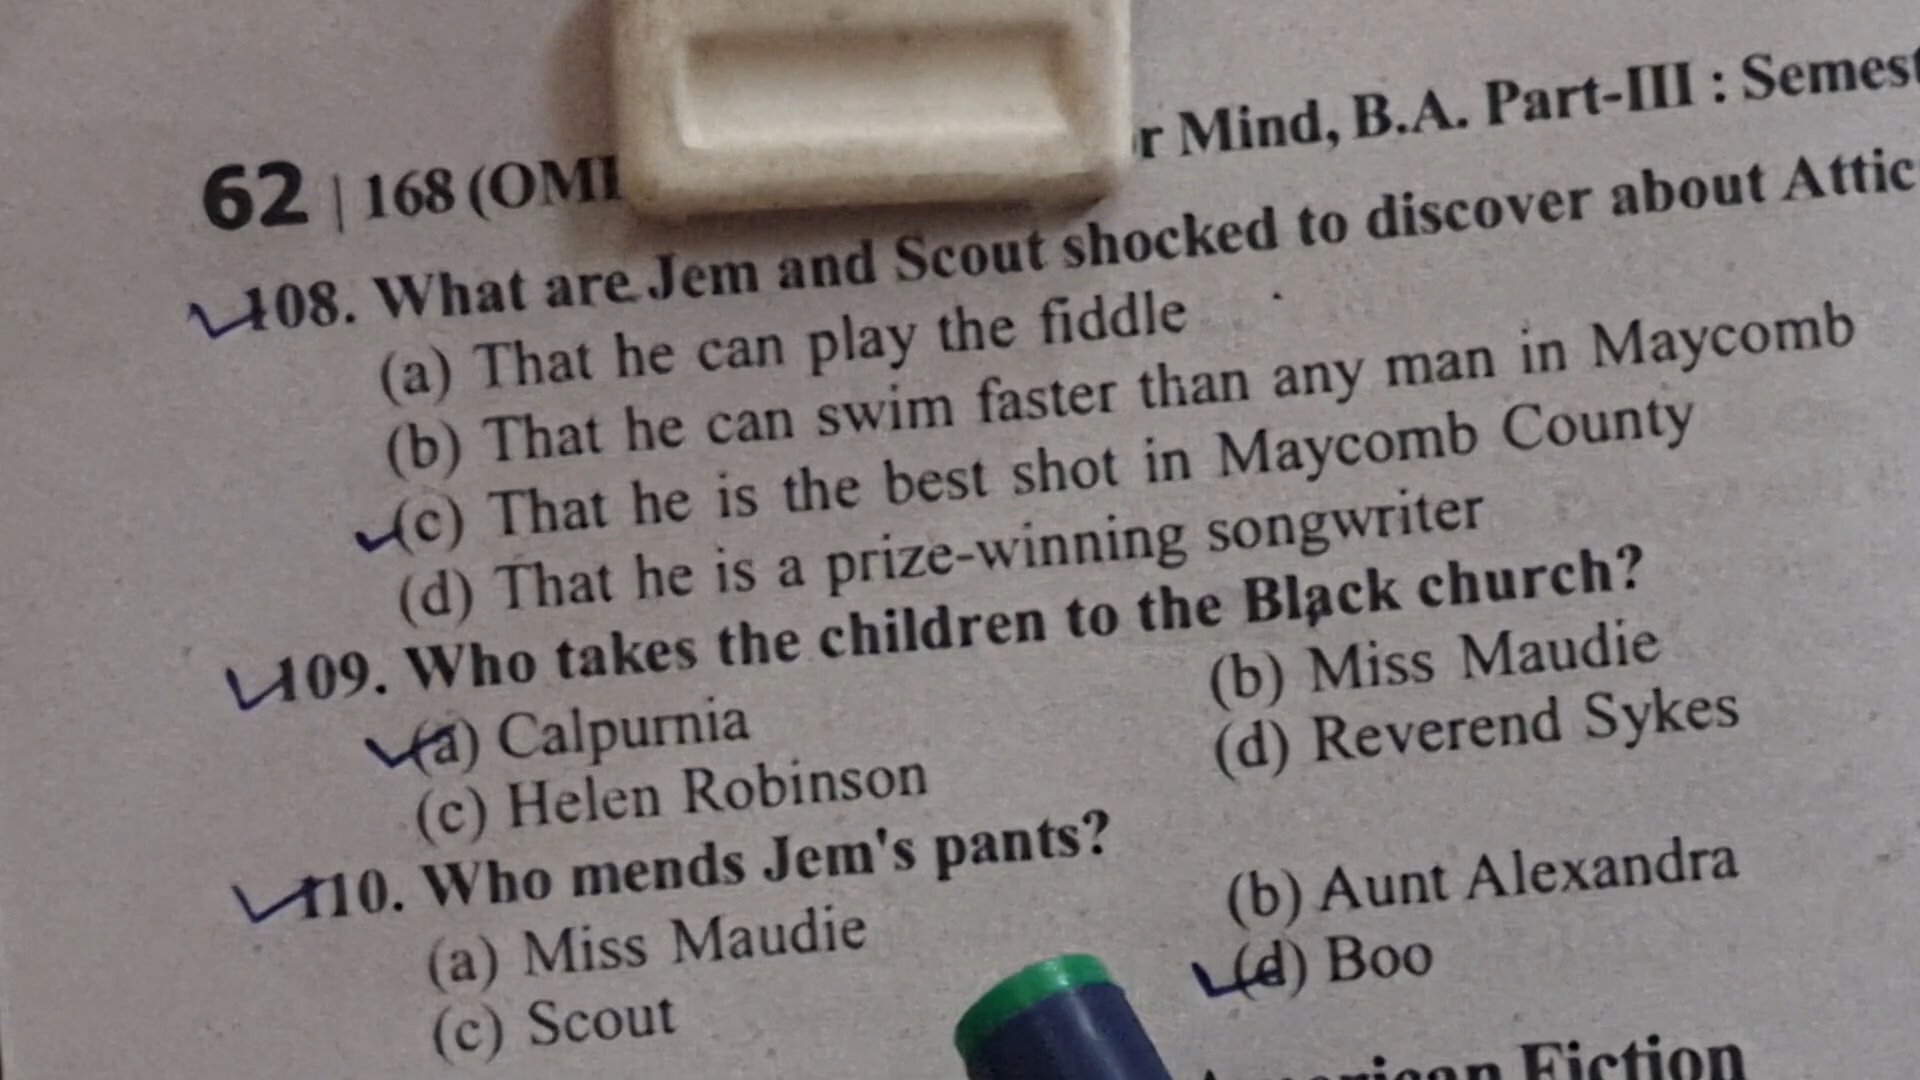 62 | 168 (OMR
r Mind, B.A. Part-III : Semest
108. What are Jem and Scout shocked to discover about Attic
(a) That he can play the fiddle
(b) That he can swim faster than any man in Maycomb
(c) That he is the best shot in Maycomb County
(d) That he is a prize-winning songwriter
109. Who takes the children to the Black church?
(a) Calpurnia
(b) Miss Maudie
(c) Helen Robinson
(d) Reverend Sykes
110. Who mends Jem's pants?
(a) Miss Maudie
(b) Aunt Alexandra
(c) Scout
(d) Boo
Fiction